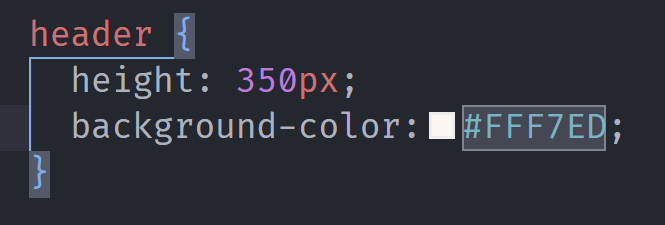 header {
  height: 350px;
  background-color: #FFF7ED;
}